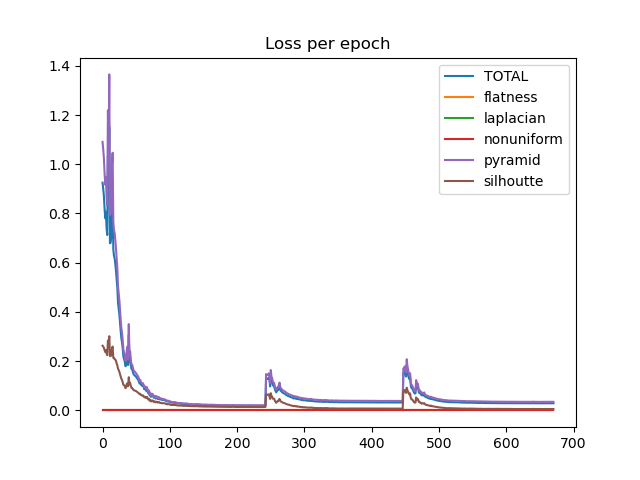 Loss per epoch
1.4
1.2
1.0
0.8
0.6
0.4
0.2
0.0
TOTAL
flatness
laplacian
nonuniform
pyramid
silhoutte
0 100 200 300 400 500 600 700